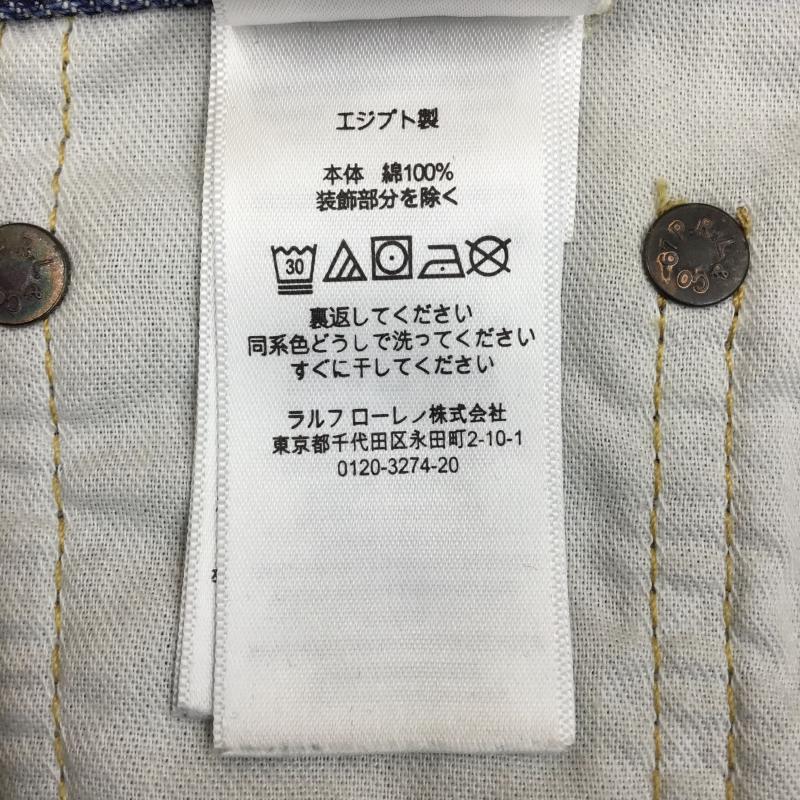 エジプト製
本体 綿100%
装飾部分を除く
30
裏返してください
同系色どうしで洗ってください
すぐに干してください
ラルフ ローレノ株式会社
東京都千代田区永田町2-10-1
0120-3274-20